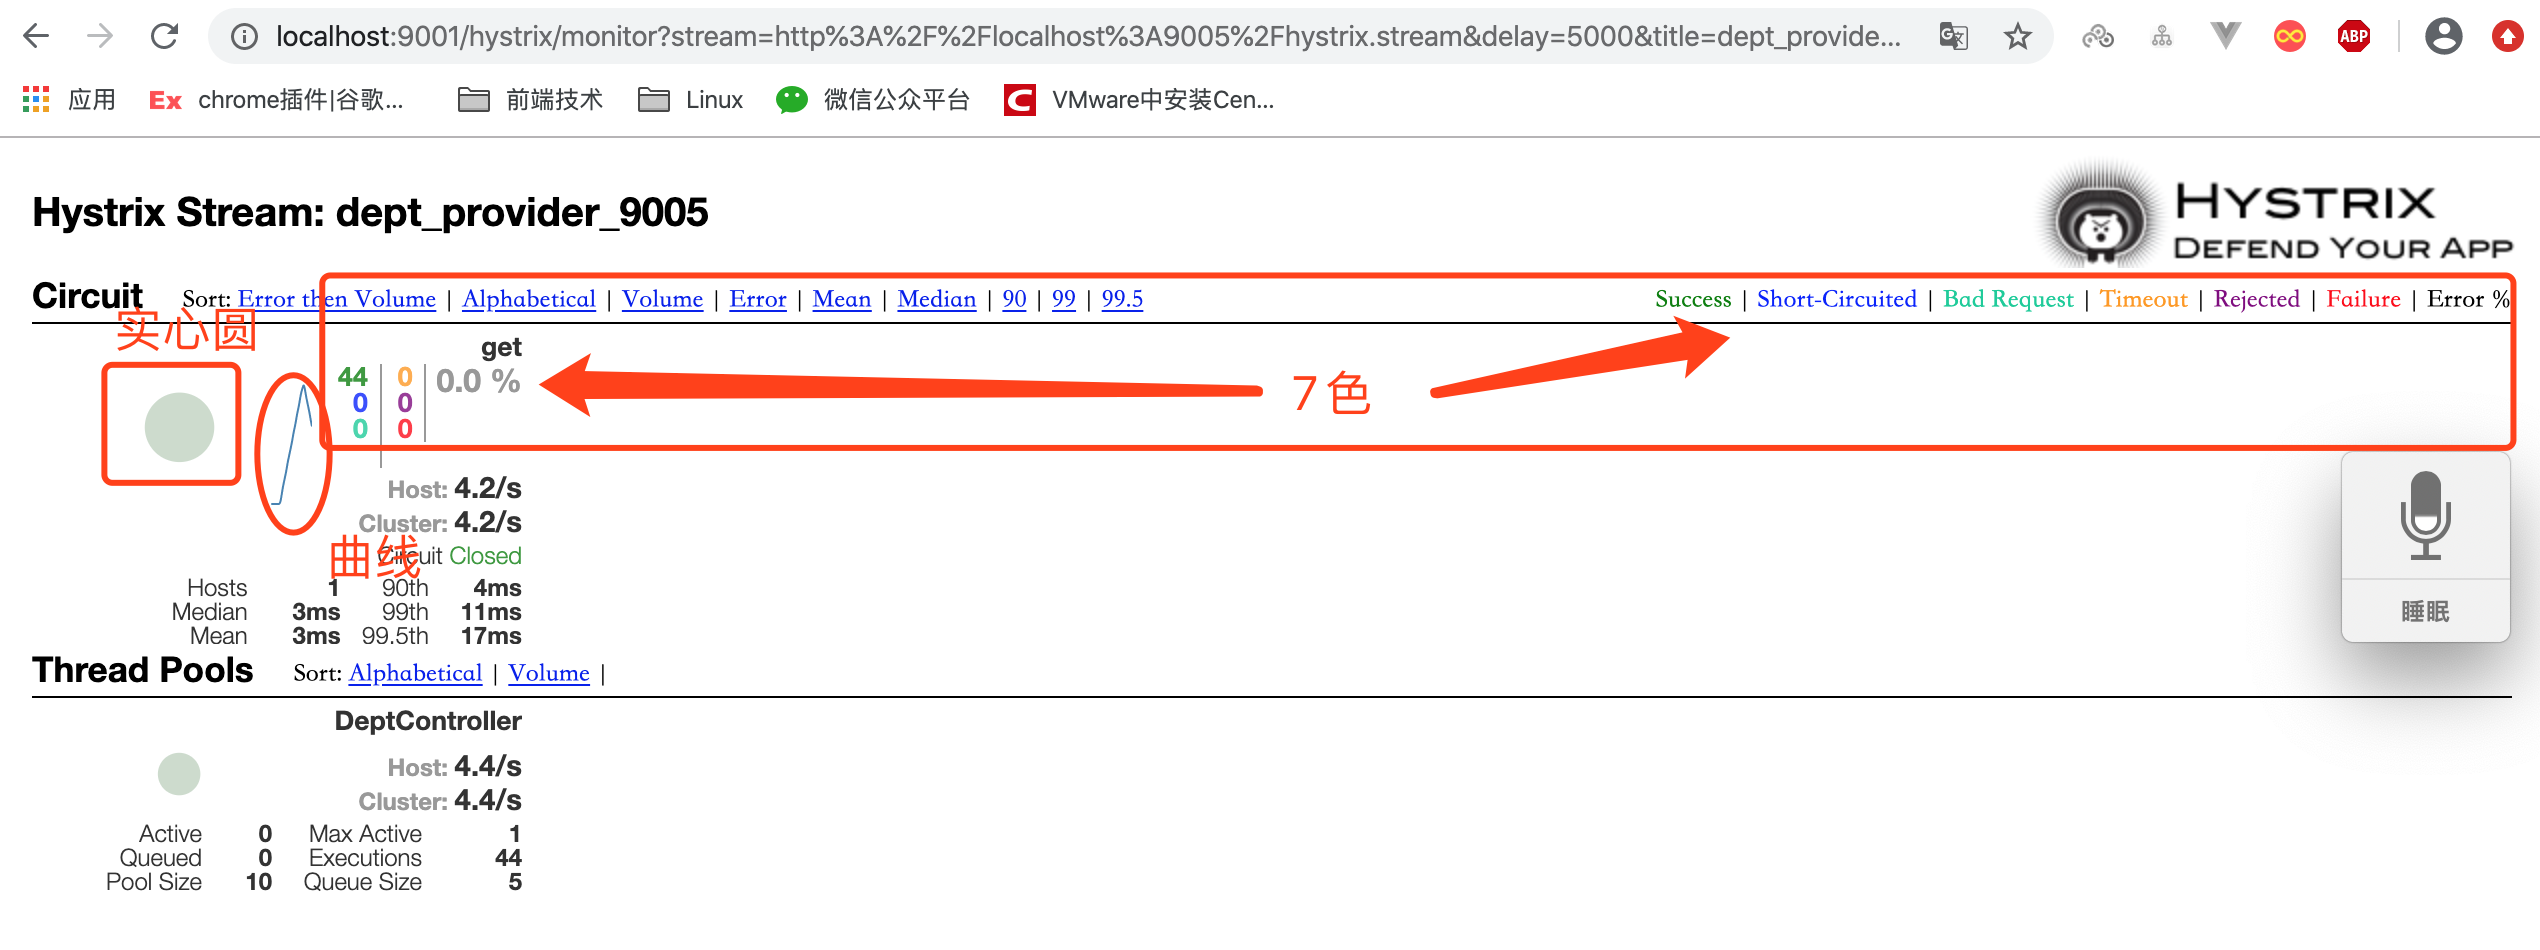 localhost:9001/hystrix/monitor?stream=http%3A%2F%2Flocalhost%3A9005%2Fhystrix.stream&delay=5000&title=dept_provide...
ABP
应用 Ex chrome插件|谷歌... 前端技术 Linux 微信公众平台 C VMware中安装Cen...
Hystrix Stream: dept_provider_9005
HYSTRIX
DEFEND YOUR APP
Circuit Sort: Error then Volume | Alphabetical | Volume | Error | Mean | Median | 90 | 99 | 99.5
Success | Short-Circuited | Bad Request | Timeout | Rejected | Failure | Error %
实心圆
get
44 0 0.0 %
0 0
0 0
7色
Host: 4.2/s
Cluster: 4.2/s
曲线
Circuit Closed
Hosts 1 90th 4ms
Median 3ms 99th 11ms
Mean 3ms 99.5th 17ms
睡眠
Thread Pools Sort: Alphabetical | Volume |
DeptController
Host: 4.4/s
Cluster: 4.4/s
Active 0 Max Active 1
Queued 0 Executions 44
Pool Size 10 Queue Size 5